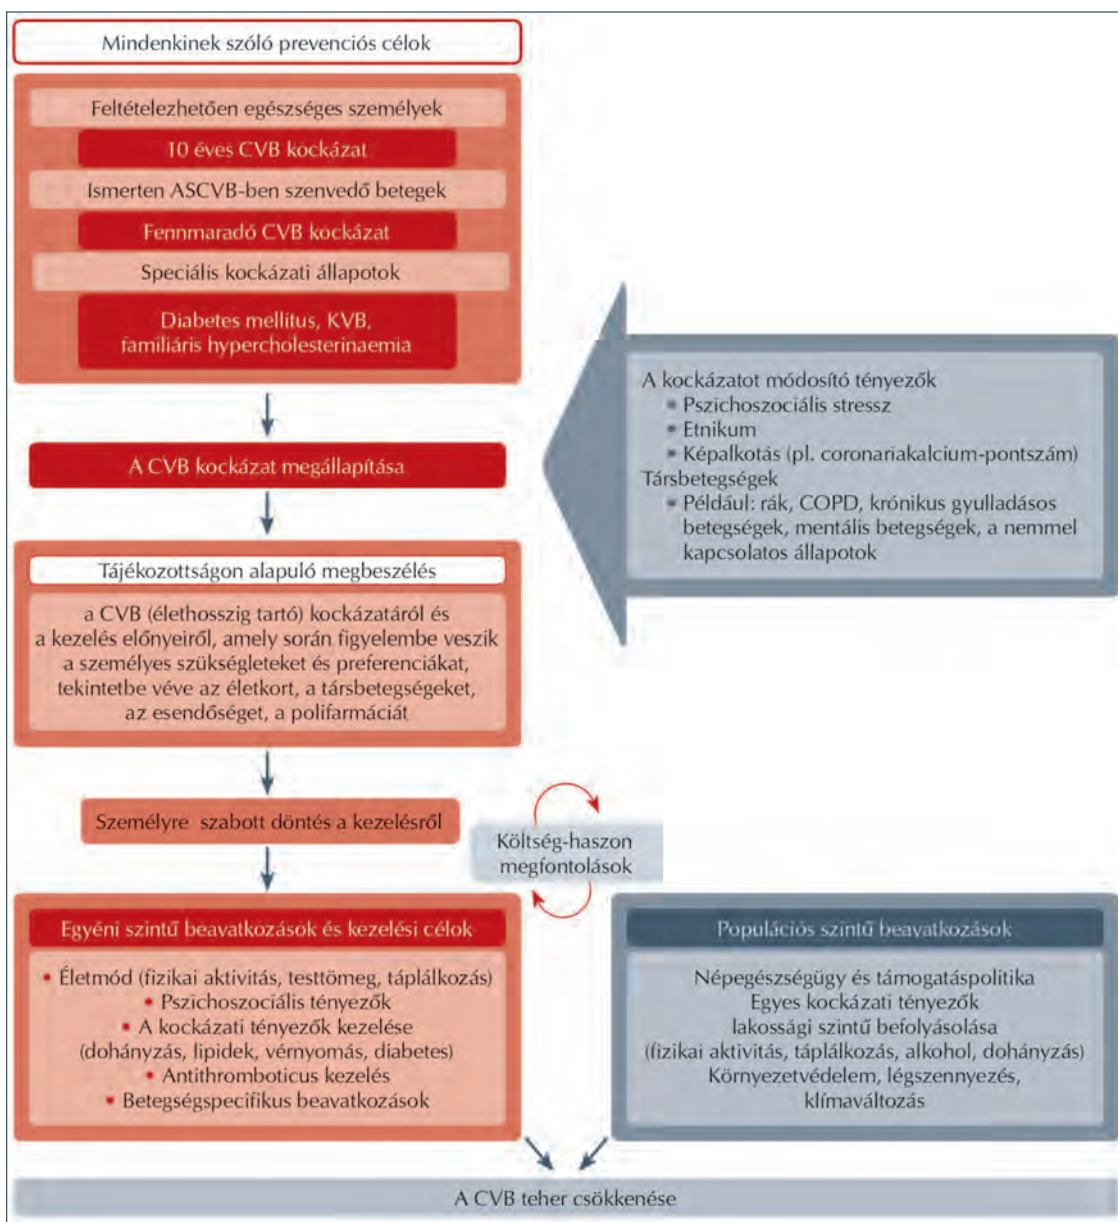 Mindenkinek szóló prevenciós célok
Feltételezhetően egészséges személyek
10 éves CVB kockázat
Ismerten ASCVB-ben szenvedő betegek
Fennmaradó CVB kockázat
Speciális kockázati állapotok
Diabetes mellitus, KVB,
familiáris hypercholesterinaemia
A kockázatot módosító tényezők
• Pszichoszociális stressz
• Etnikum
• Képalkotás (pl. coronariakalcium-pontszám)
Társbetegségek
• Például: rák, COPD, krónikus gyulladásos
betegségek, mentális betegségek, a nemmel
kapcsolatos állapotok
A CVB kockázat megállapítása
Tájékozottságon alapuló megbeszélés
a CVB (élethosszig tartó) kockázatáról és
a kezelés előnyeiről, amely során figyelembe veszik
a személyes szükségleteket és preferenciákat,
tekintetbe véve az életkort, a társbetegségeket,
az esendőséget, a polifarmáciát
Személyre szabott döntés a kezelésről
Költség-haszon
megfontolások
Egyéni szintű beavatkozások és kezelési célok
• Életmód (fizikai aktivitás, testtömeg, táplálkozás)
• Pszichoszociális tényezők
• A kockázati tényezők kezelése
(dohányzás, lipidek, vérnyomás, diabetes)
• Antithromboticus kezelés
• Betegségspecifikus beavatkozások
Populációs szintű beavatkozások
Népegészségügy és támogatáspolitika
Egyes kockázati tényezők
lakossági szintű befolyásolása
(fizikai aktivitás, táplálkozás, alkohol, dohányzás)
Környezetvédelem, légszennyezés,
klímaváltozás
A CVB teher csökkenése